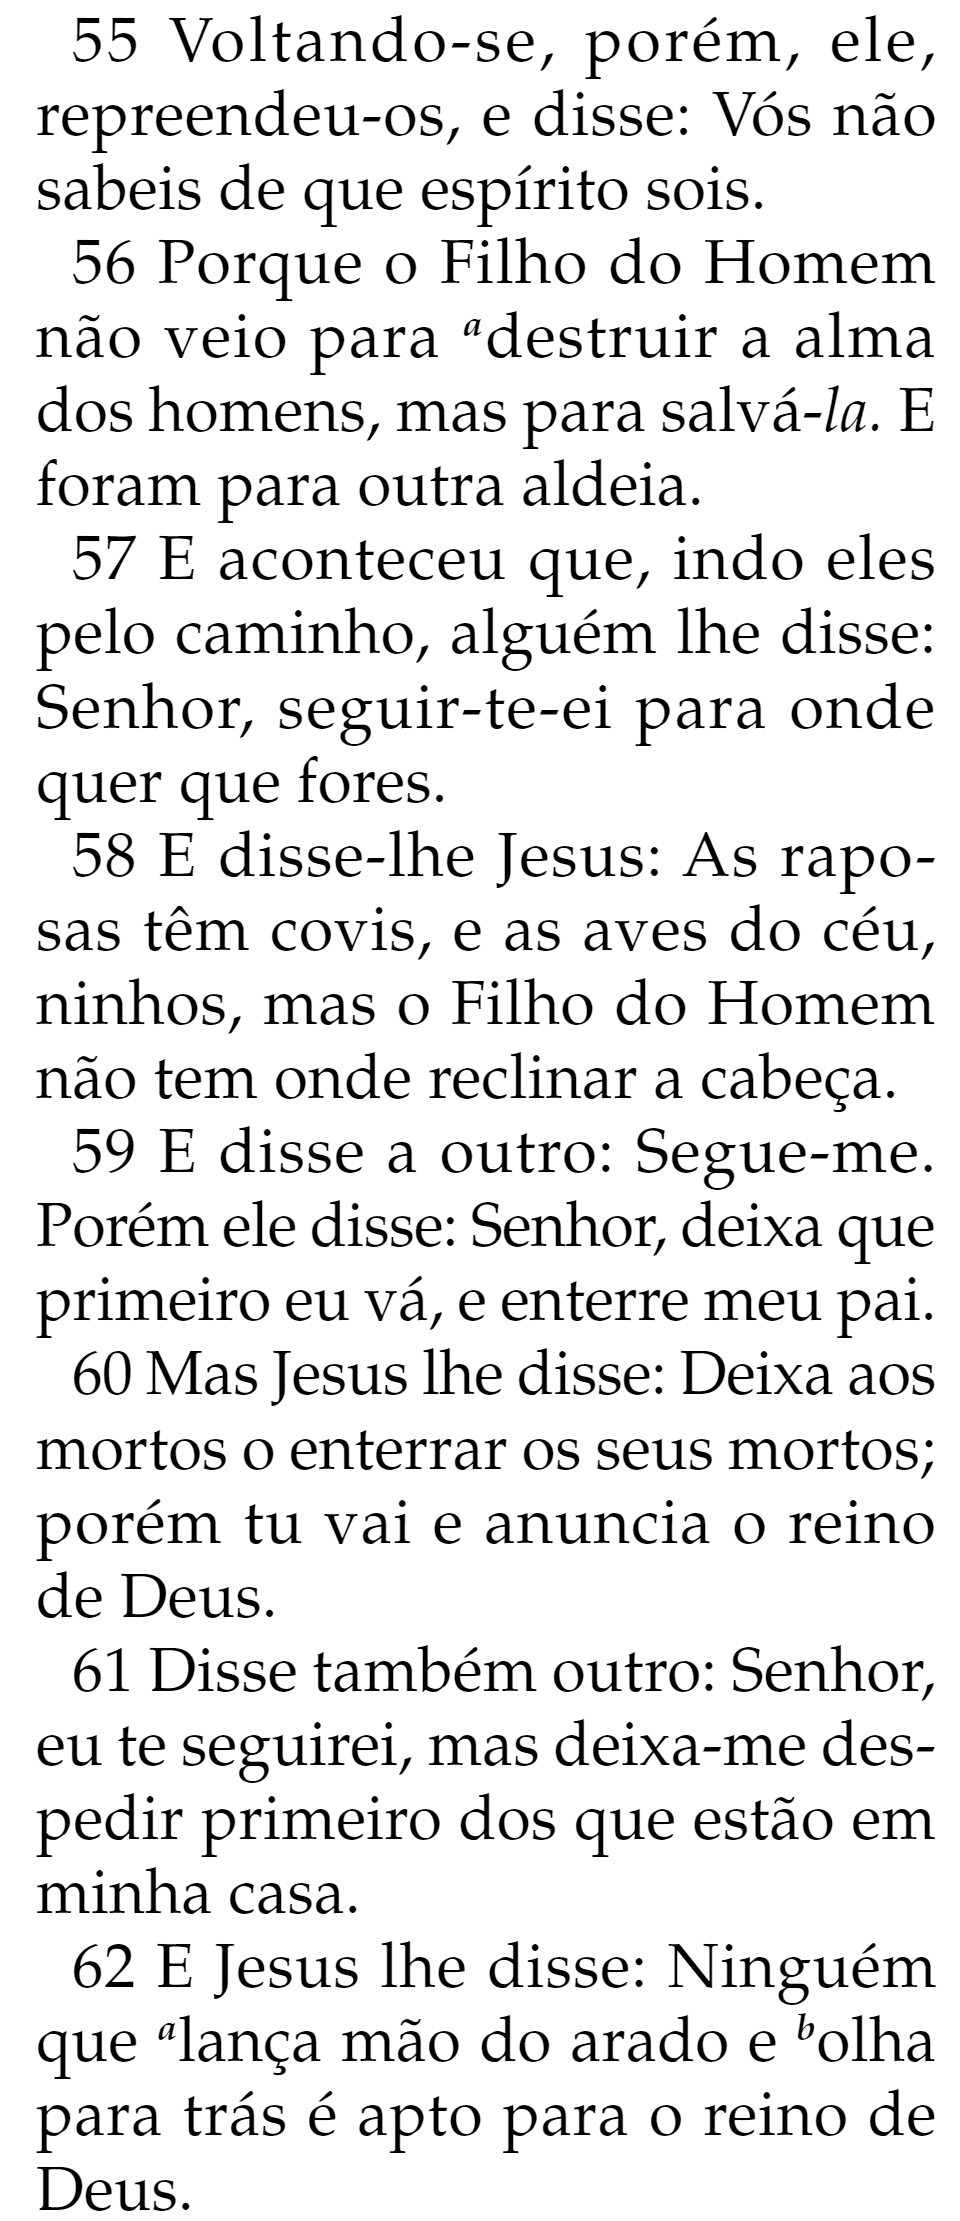 55 Voltando-se, porém, ele,
repreendeu-os, e disse: Vós não
sabeis de que espírito sois.
56 Porque o Filho do Homem
não veio para ᵃdestruir a alma
dos homens, mas para salvá-la. E
foram para outra aldeia.
57 E aconteceu que, indo eles
pelo caminho, alguém lhe disse:
Senhor, seguir-te-ei para onde
quer que fores.
58 E disse-lhe Jesus: As rapo-
sas têm covis, e as aves do céu,
ninhos, mas o Filho do Homem
não tem onde reclinar a cabeça.
59 E disse a outro: Segue-me.
Porém ele disse: Senhor, deixa que
primeiro eu vá, e enterre meu pai.
60 Mas Jesus lhe disse: Deixa aos
mortos o enterrar os seus mortos;
porém tu vai e anuncia o reino
de Deus.
61 Disse também outro: Senhor,
eu te seguirei, mas deixa-me des-
pedir primeiro dos que estão em
minha casa.
62 E Jesus lhe disse: Ninguém
que ᵃlança mão do arado e ᵇolha
para trás é apto para o reino de
Deus.